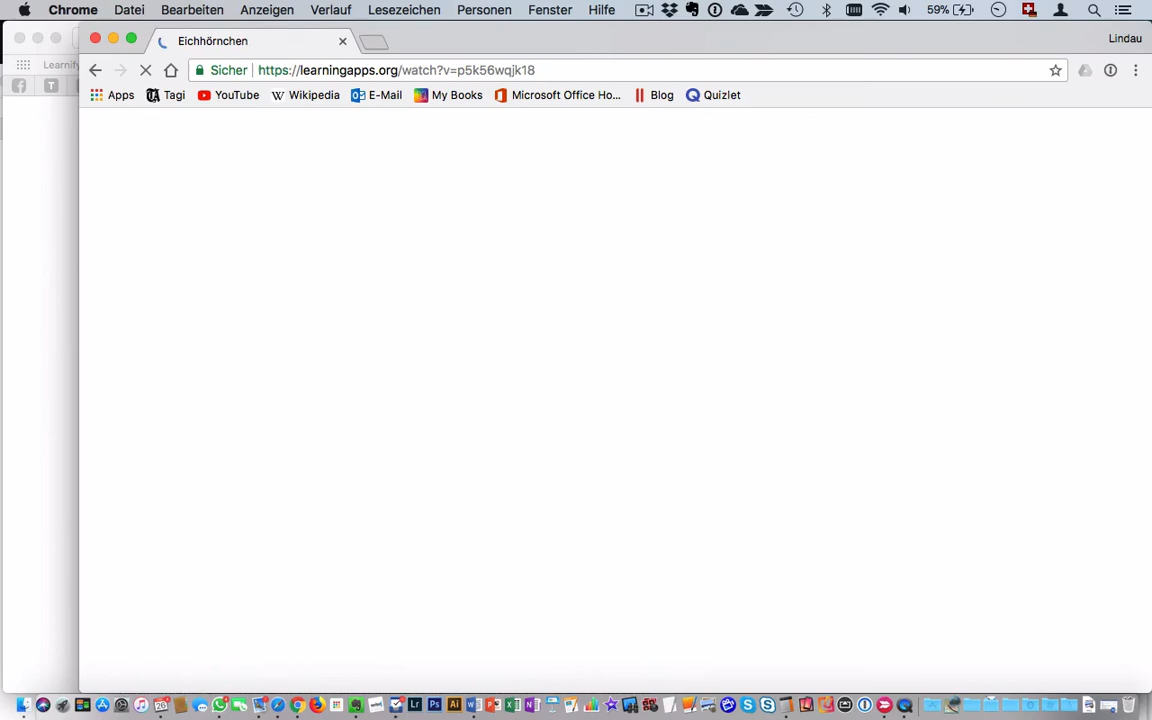 Chrome Datei Bearbeiten Anzeigen Verlauf Lesezeichen Personen Fenster Hilfe 59%
Eichhörnchen Lindau
Learnify
Sicher https://learningapps.org/watch?v=p5k56wqjk18
Apps Tagi YouTube Wikipedia E-Mail My Books Microsoft Office Ho... Blog Quizlet